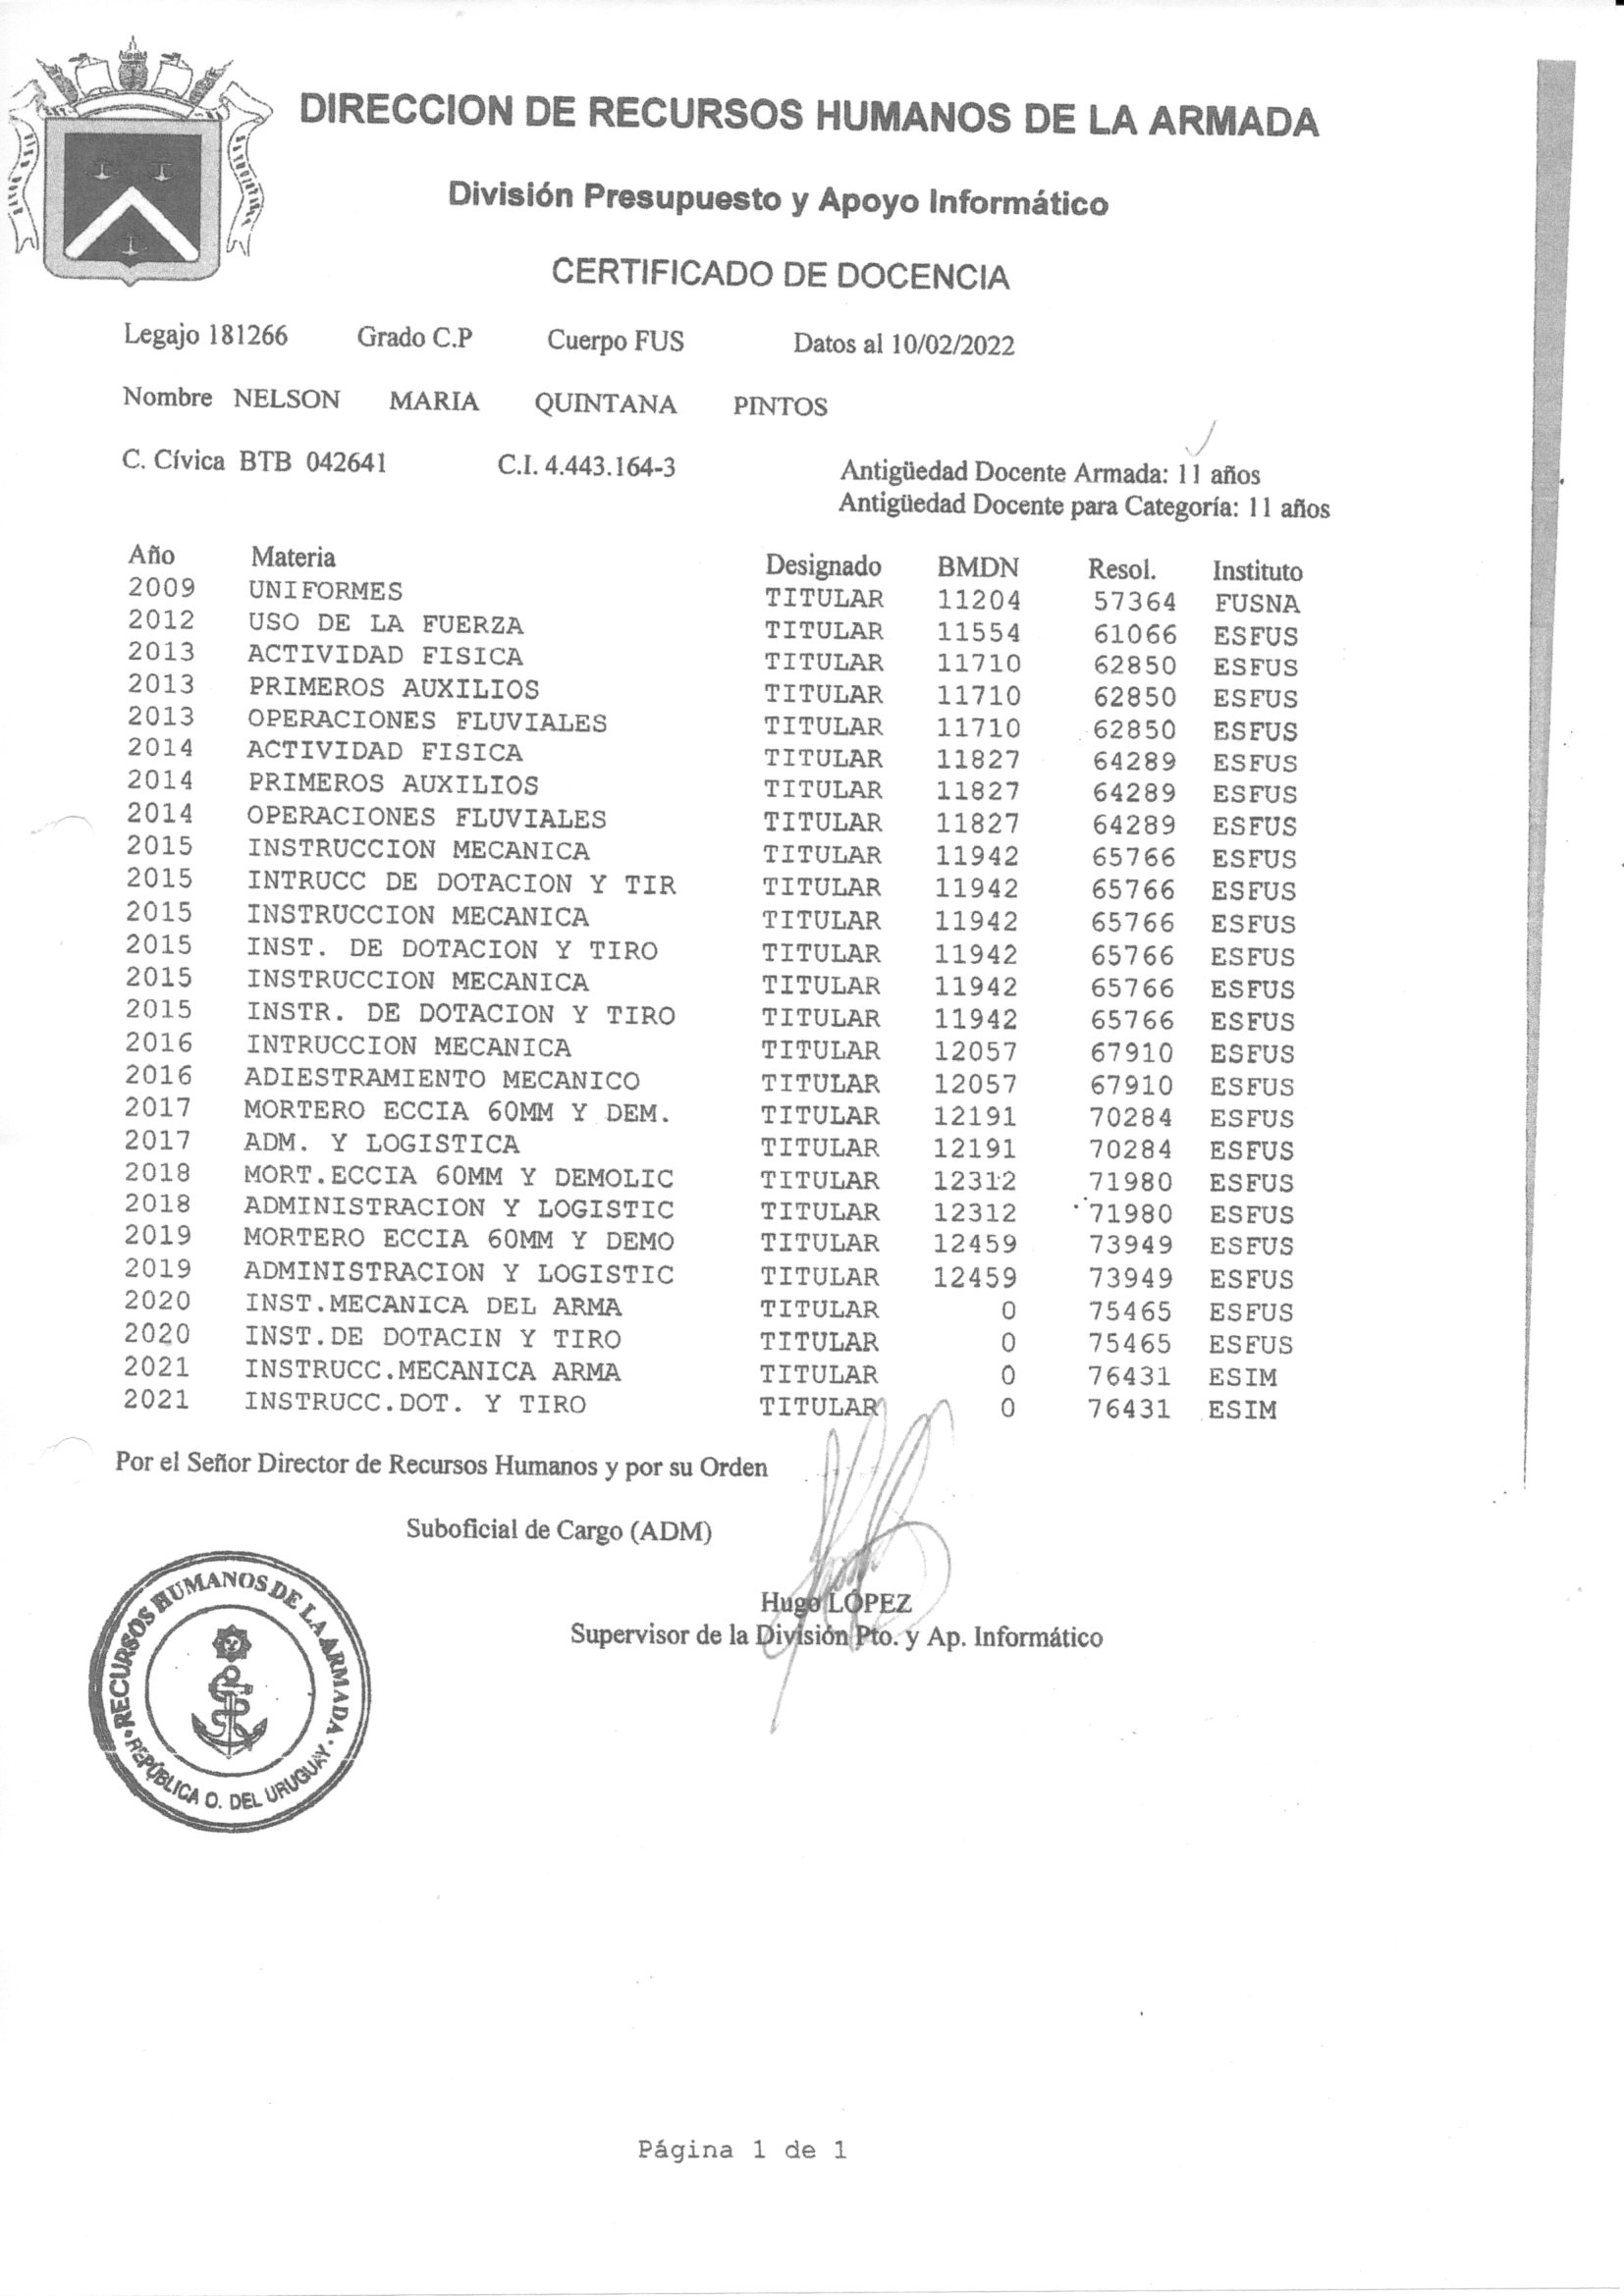 DIRECCION DE RECURSOS HUMANOS DE LA ARMADA
División Presupuesto y Apoyo Informático
CERTIFICADO DE DOCENCIA
Legajo 181266 Grado C.P Cuerpo FUS Datos al 10/02/2022
Nombre NELSON MARIA QUINTANA PINTOS
C. Cívica BTB 042641 C.I. 4.443.164-3 Antigüedad Docente Armada: 11 años
Antigüedad Docente para Categoría: 11 años
Año Materia Designado BMDN Resol. Instituto
2009 UNIFORMES TITULAR 11204 57364 FUSNA
2012 USO DE LA FUERZA TITULAR 11554 61066 ESFUS
2013 ACTIVIDAD FISICA TITULAR 11710 62850 ESFUS
2013 PRIMEROS AUXILIOS TITULAR 11710 62850 ESFUS
2013 OPERACIONES FLUVIALES TITULAR 11710 62850 ESFUS
2014 ACTIVIDAD FISICA TITULAR 11827 64289 ESFUS
2014 PRIMEROS AUXILIOS TITULAR 11827 64289 ESFUS
2014 OPERACIONES FLUVIALES TITULAR 11827 64289 ESFUS
2015 INSTRUCCION MECANICA TITULAR 11942 65766 ESFUS
2015 INTRUCC DE DOTACION Y TIR TITULAR 11942 65766 ESFUS
2015 INSTRUCCION MECANICA TITULAR 11942 65766 ESFUS
2015 INST. DE DOTACION Y TIRO TITULAR 11942 65766 ESFUS
2015 INSTRUCCION MECANICA TITULAR 11942 65766 ESFUS
2015 INSTR. DE DOTACION Y TIRO TITULAR 11942 65766 ESFUS
2016 INTRUCCION MECANICA TITULAR 12057 67910 ESFUS
2016 ADIESTRAMIENTO MECANICO TITULAR 12057 67910 ESFUS
2017 MORTERO ECCIA 60MM Y DEM. TITULAR 12191 70284 ESFUS
2017 ADM. Y LOGISTICA TITULAR 12191 70284 ESFUS
2018 MORT.ECCIA 60MM Y DEMOLIC TITULAR 12312 71980 ESFUS
2018 ADMINISTRACION Y LOGISTIC TITULAR 12312 71980 ESFUS
2019 MORTERO ECCIA 60MM Y DEMO TITULAR 12459 73949 ESFUS
2019 ADMINISTRACION Y LOGISTIC TITULAR 12459 73949 ESFUS
2020 INST.MECANICA DEL ARMA TITULAR 0 75465 ESFUS
2020 INST.DE DOTACIN Y TIRO TITULAR 0 75465 ESFUS
2021 INSTRUCC.MECANICA ARMA TITULAR 0 76431 ESIM
2021 INSTRUCC.DOT. Y TIRO TITULAR 0 76431 ESIM
Por el Señor Director de Recursos Humanos y por su Orden
Suboficial de Cargo (ADM)
Hugo LÓPEZ
Supervisor de la División Pto. y Ap. Informático
RECURSOS HUMANOS DE LA ARMADA
REPÚBLICA O. DEL URUGUAY
Página 1 de 1